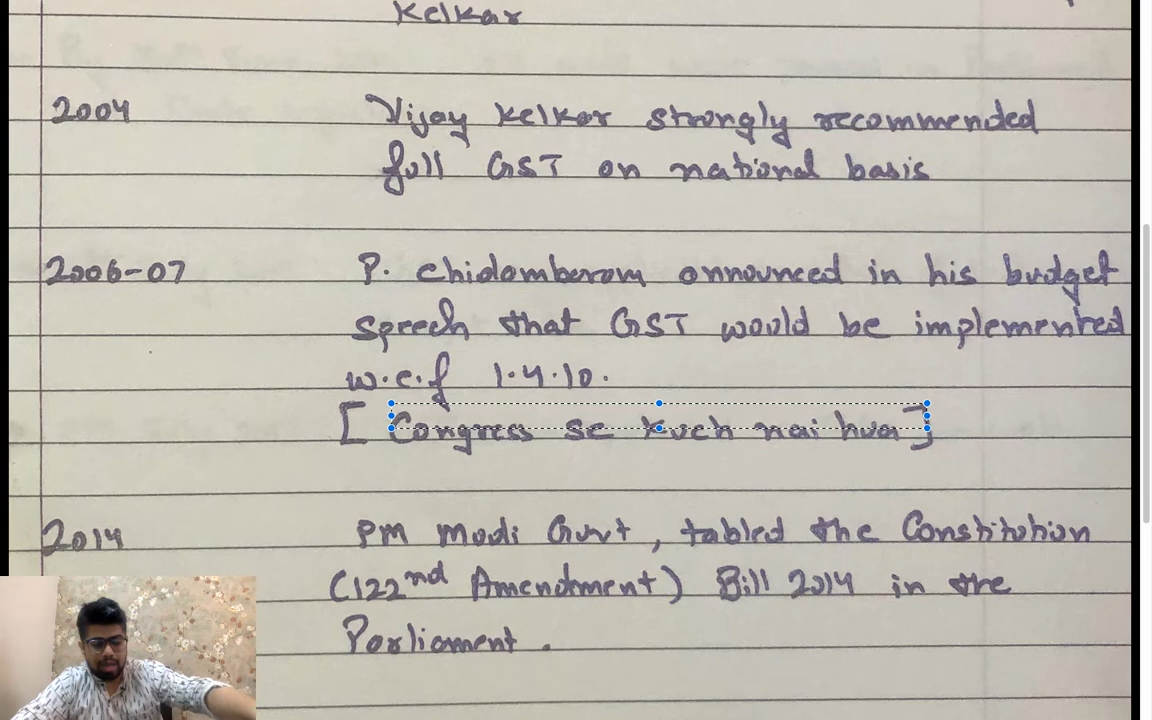 Kelkar
2004 Vijay Kelkar strongly recommended
full GST on national basis
2006-07 P. Chidambaram announced in his budget
speech that GST would be implemented
w.e.f 1.4.10.
[ Congress se kuch nai hua ]
2014 PM Modi Govt, tabled the Constitution
(122nd Amendment) Bill 2014 in the
Parliament.